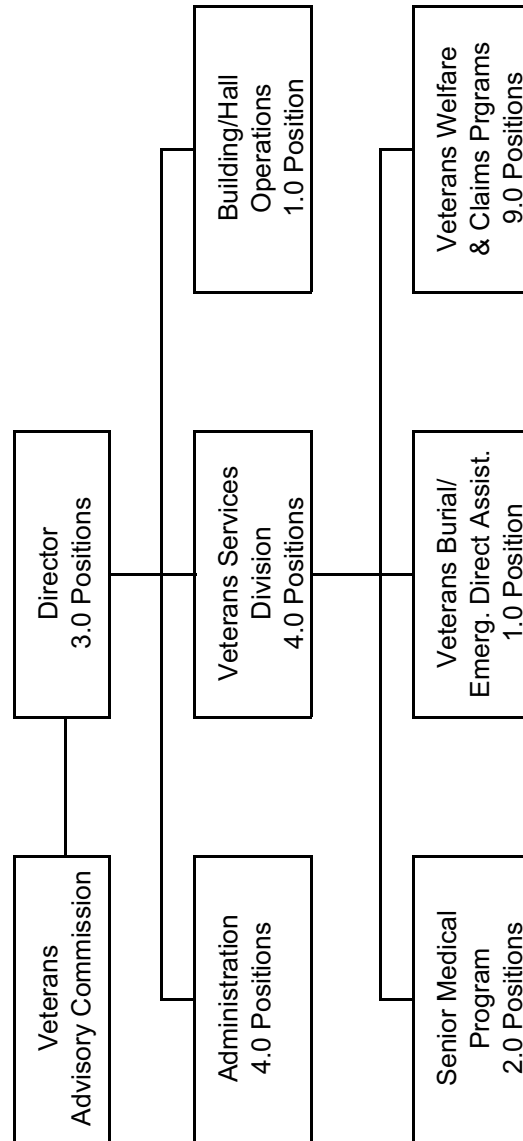 Veterans
Advisory Commission
Director
3.0 Positions
Administration
4.0 Positions
Veterans Services
Division
4.0 Positions
Building/Hall
Operations
1.0 Position
Senior Medical
Program
2.0 Positions
Veterans Burial/
Emerg. Direct Assist.
1.0 Position
Veterans Welfare
& Claims Prgrams
9.0 Positions